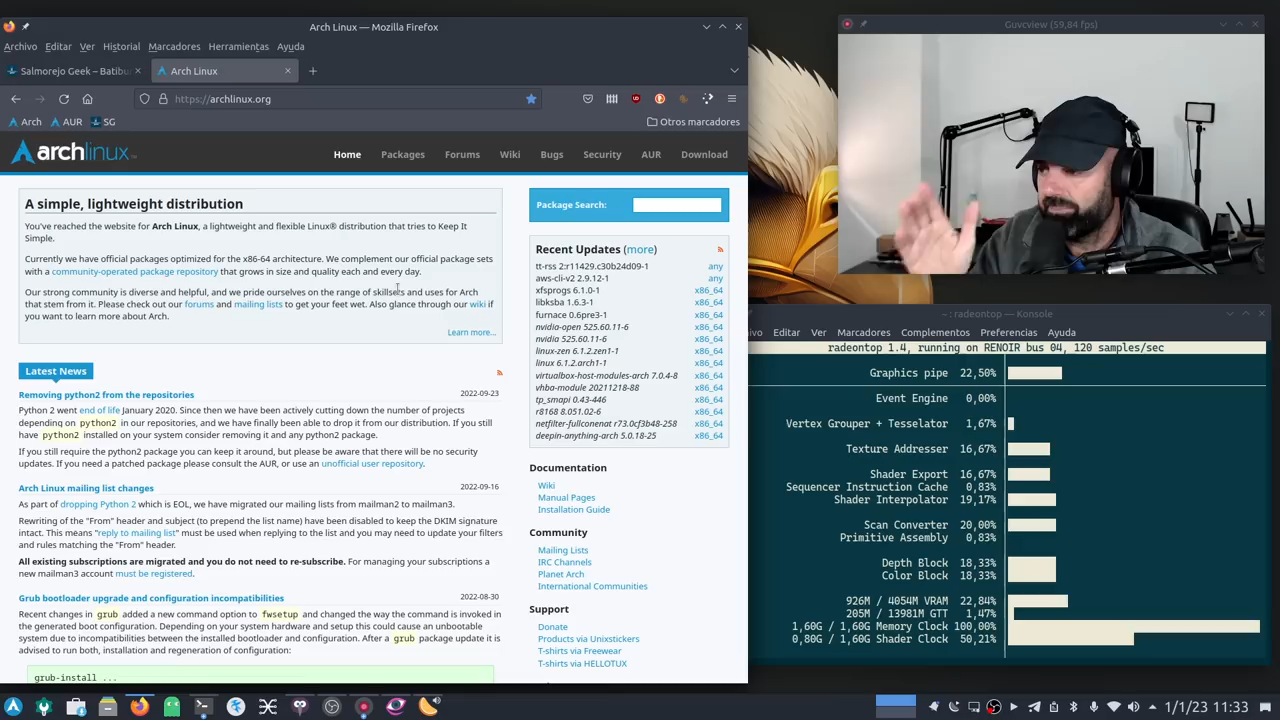 Arch Linux — Mozilla Firefox
Archivo Editar Ver Historial Marcadores Herramientas Ayuda
Salmorejo Geek – Batibu
Arch Linux
https://archlinux.org
Arch AUR SG
Otros marcadores
archlinux
Home Packages Forums Wiki Bugs Security AUR Download
A simple, lightweight distribution
You've reached the website for Arch Linux, a lightweight and flexible Linux® distribution that tries to Keep It
Simple.
Currently we have official packages optimized for the x86-64 architecture. We complement our official package sets
with a community-operated package repository that grows in size and quality each and every day.
Our strong community is diverse and helpful, and we pride ourselves on the range of skillsets and uses for Arch
that stem from it. Please check out our forums and mailing lists to get your feet wet. Also glance through our wiki if
you want to learn more about Arch.
Learn more...
Latest News
Removing python2 from the repositories 2022-09-23
Python 2 went end of life January 2020. Since then we have been actively cutting down the number of projects
depending on python2 in our repositories, and we have finally been able to drop it from our distribution. If you still
have python2 installed on your system consider removing it and any python2 package.
If you still require the python2 package you can keep it around, but please be aware that there will be no security
updates. If you need a patched package please consult the AUR, or use an unofficial user repository.
Arch Linux mailing list changes 2022-09-16
As part of dropping Python 2 which is EOL, we have migrated our mailing lists from mailman2 to mailman3.
Rewriting of the "From" header and subject (to prepend the list name) have been disabled to keep the DKIM signature
intact. This means "reply to mailing list" must be used when replying to the list and you may need to update your filters
and rules matching the "From" header.
All existing subscriptions are migrated and you do not need to re-subscribe. For managing your subscriptions a
new mailman3 account must be registered.
Grub bootloader upgrade and configuration incompatibilities 2022-08-30
Recent changes in grub added a new command option to fwsetup and changed the way the command is invoked in
the generated boot configuration. Depending on your system hardware and setup this could cause an unbootable
system due to incompatibilities between the installed bootloader and configuration. After a grub package update it is
advised to run both, installation and regeneration of configuration:
grub-install ...
Package Search:
Recent Updates (more)
tt-rss 2:r11429.c30b24d09-1 any
aws-cli-v2 2.9.12-1 any
xfsprogs 6.1.0-1 x86_64
libksba 1.6.3-1 x86_64
furnace 0.6pre3-1 x86_64
nvidia-open 525.60.11-6 x86_64
nvidia 525.60.11-6 x86_64
linux-zen 6.1.2.zen1-1 x86_64
linux 6.1.2.arch1-1 x86_64
virtualbox-host-modules-arch 7.0.4-8 x86_64
vhba-module 20211218-88 x86_64
tp_smapi 0.43-446 x86_64
r8168 8.051.02-6 x86_64
netfilter-fullconenat r73.0cf3b48-258 x86_64
deepin-anything-arch 5.0.18-25 x86_64
Documentation
Wiki
Manual Pages
Installation Guide
Community
Mailing Lists
IRC Channels
Planet Arch
International Communities
Support
Donate
Products via Unixstickers
T-shirts via Freewear
T-shirts via HELLOTUX
Guvcview (59,84 fps)
~ : radeontop — Konsole
ivo Editar Ver Marcadores Complementos Preferencias Ayuda
radeontop 1.4, running on RENOIR bus 04, 120 samples/sec
Graphics pipe 22,50%
Event Engine 0,00%
Vertex Grouper + Tessellator 1,67%
Texture Addresser 16,67%
Shader Export 16,67%
Sequencer Instruction Cache 0,83%
Shader Interpolator 19,17%
Scan Converter 20,00%
Primitive Assembly 0,83%
Depth Block 18,33%
Color Block 18,33%
926M / 4054M VRAM 22,84%
205M / 13981M GTT 1,47%
1,60G / 1,60G Memory Clock 100,00%
0,80G / 1,60G Shader Clock 50,21%
1/1/23 11:33